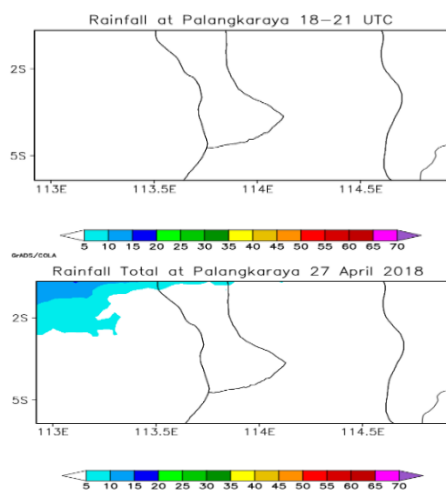 Rainfall at Palangkaraya 18-21 UTC
2S
5S
113E 113.5E 114E 114.5E
5 10 15 20 25 30 35 40 45 50 55 60 65 70
GrADS/COLA
Rainfall Total at Palangkaraya 27 April 2018
2S
5S
113E 113.5E 114E 114.5E
5 10 15 20 25 30 35 40 45 50 55 60 65 70